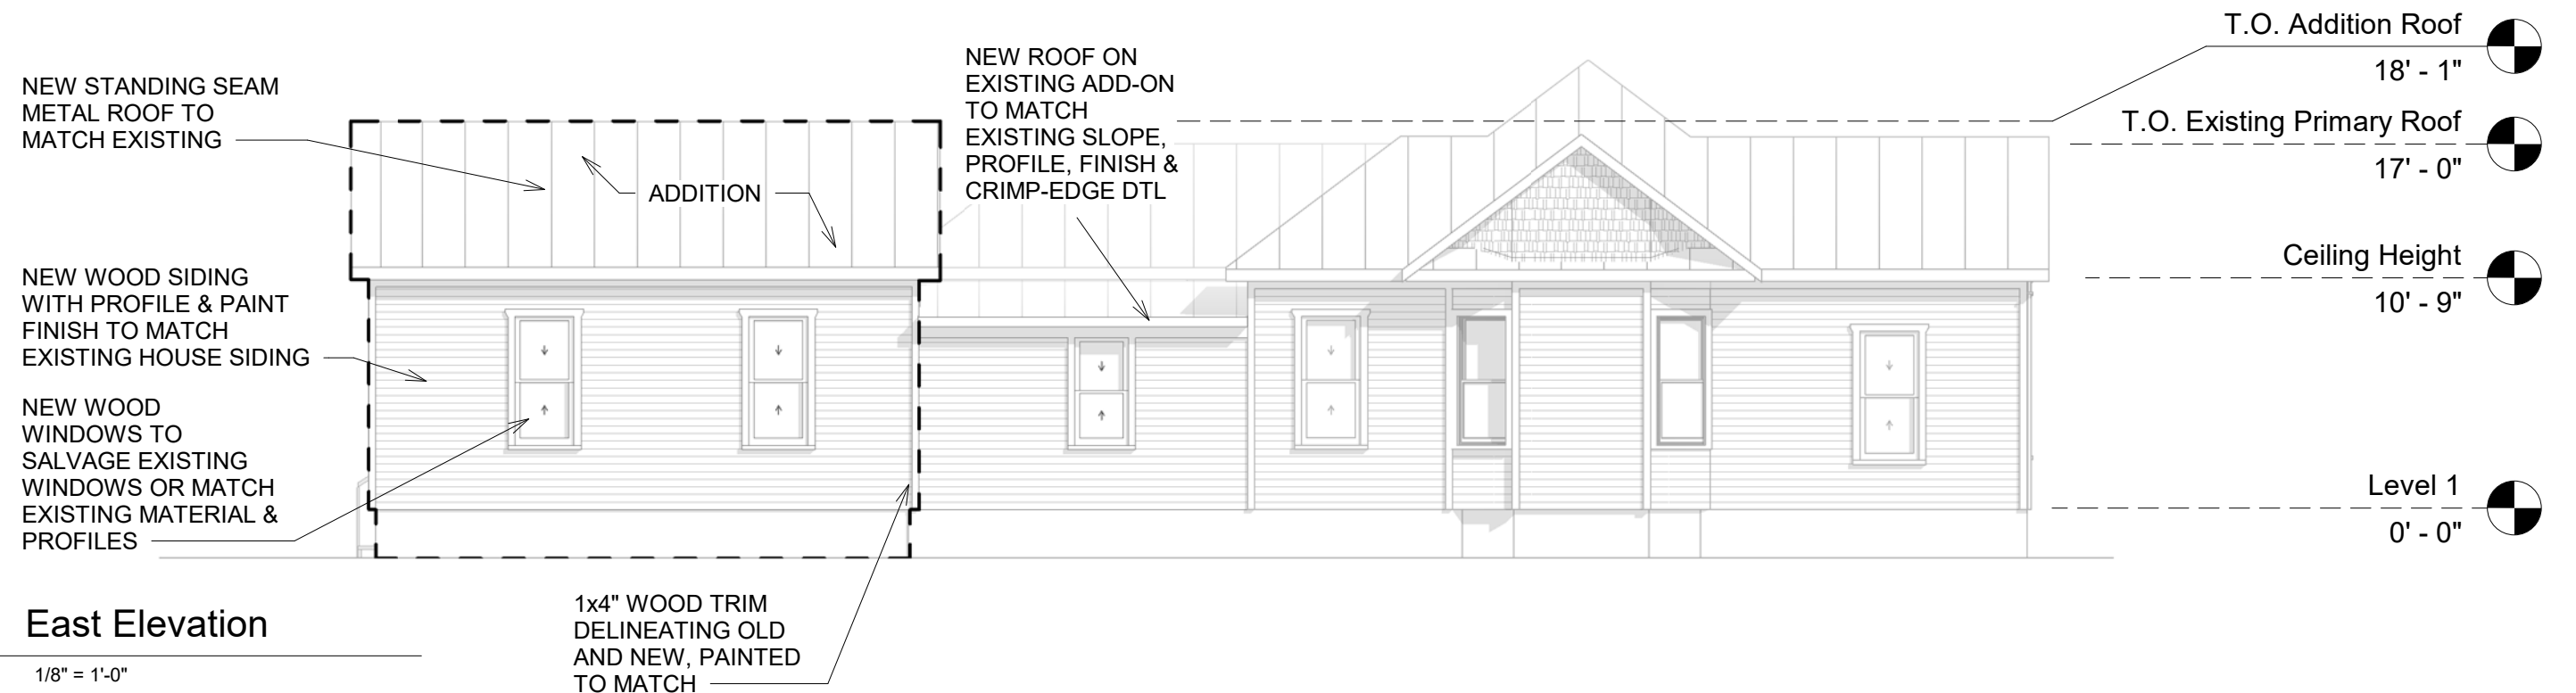 NEW STANDING SEAM
METAL ROOF TO
MATCH EXISTING
NEW WOOD SIDING
WITH PROFILE & PAINT
FINISH TO MATCH
EXISTING HOUSE SIDING
NEW WOOD
WINDOWS TO
SALVAGE EXISTING
WINDOWS OR MATCH
EXISTING MATERIAL &
PROFILES
ADDITION
NEW ROOF ON
EXISTING ADD-ON
TO MATCH
EXISTING SLOPE,
PROFILE, FINISH &
CRIMP-EDGE DTL
T.O. Addition Roof
18' - 1"
T.O. Existing Primary Roof
17' - 0"
Ceiling Height
10' - 9"
Level 1
0' - 0"
1x4" WOOD TRIM
DELINEATING OLD
AND NEW, PAINTED
TO MATCH
East Elevation
1/8" = 1'-0"